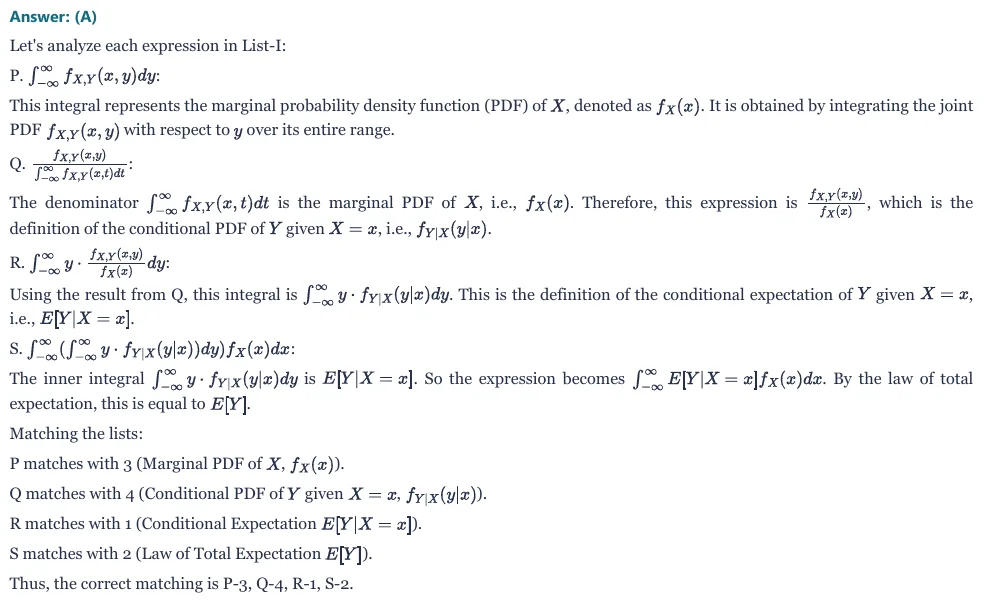 Answer: (A)
Let's analyze each expression in List-I:
P. ∫_{-∞}^{∞} f_{X,Y}(x, y)dy:
This integral represents the marginal probability density function (PDF) of X, denoted as f_X(x). It is obtained by integrating the joint
PDF f_{X,Y}(x, y) with respect to y over its entire range.
Q. \frac{f_{X,Y}(x,y)}{∫_{-∞}^{∞} f_{X,Y}(x,t)dt}:
The denominator ∫_{-∞}^{∞} f_{X,Y}(x, t)dt is the marginal PDF of X, i.e., f_X(x). Therefore, this expression is \frac{f_{X,Y}(x,y)}{f_X(x)}, which is the
definition of the conditional PDF of Y given X = x, i.e., f_{Y|X}(y|x).
R. ∫_{-∞}^{∞} y · \frac{f_{X,Y}(x,y)}{f_X(x)} dy:
Using the result from Q, this integral is ∫_{-∞}^{∞} y · f_{Y|X}(y|x)dy. This is the definition of the conditional expectation of Y given X = x,
i.e., E[Y|X = x].
S. ∫_{-∞}^{∞}(∫_{-∞}^{∞} y · f_{Y|X}(y|x))dy)f_X(x)dx:
The inner integral ∫_{-∞}^{∞} y · f_{Y|X}(y|x)dy is E[Y|X = x]. So the expression becomes ∫_{-∞}^{∞} E[Y|X = x]f_X(x)dx. By the law of total
expectation, this is equal to E[Y].
Matching the lists:
P matches with 3 (Marginal PDF of X, f_X(x)).
Q matches with 4 (Conditional PDF of Y given X = x, f_{Y|X}(y|x)).
R matches with 1 (Conditional Expectation E[Y|X = x]).
S matches with 2 (Law of Total Expectation E[Y]).
Thus, the correct matching is P-3, Q-4, R-1, S-2.